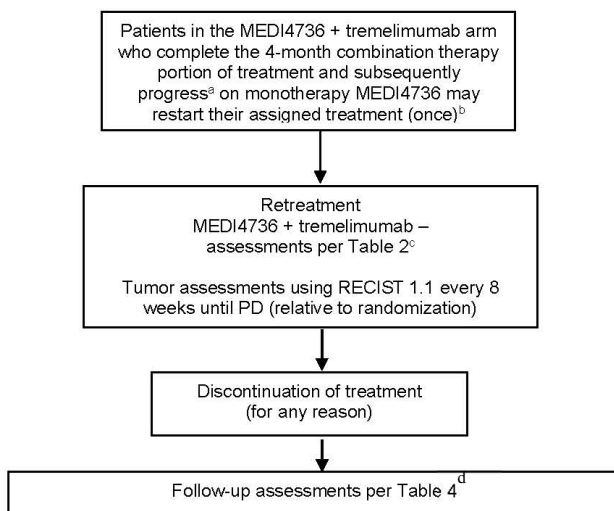 Patients in the MEDI4736 + tremelimumab arm
who complete the 4-month combination therapy
portion of treatment and subsequently
progressᵃ on monotherapy MEDI4736 may
restart their assigned treatment (once)ᵇ
Retreatment
MEDI4736 + tremelimumab –
assessments per Table 2ᶜ
Tumor assessments using RECIST 1.1 every 8
weeks until PD (relative to randomization)
Discontinuation of treatment
(for any reason)
Follow-up assessments per Table 4ᵈ